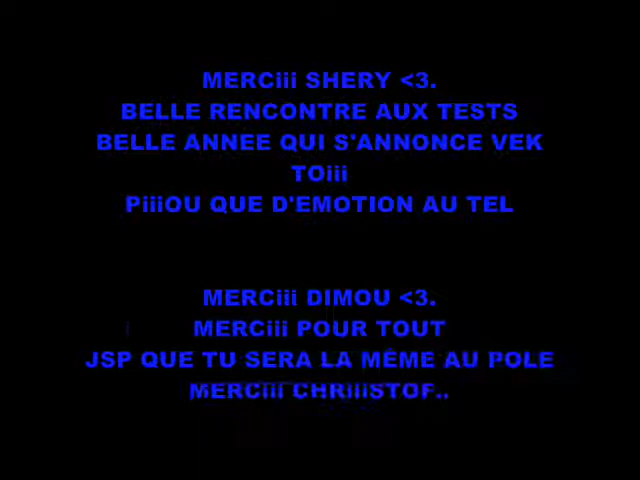 MERCiii SHERY <3.
BELLE RENCONTRE AUX TESTS
BELLE ANNEE QUI S'ANNONCE VEK
TOiii
PiiiOU QUE D'EMOTION AU TEL
MERCiii DIMOU <3.
MERCiii POUR TOUT
JSP QUE TU SERA LA MÊME AU POLE
MERCiii CHRiiiSTOF..